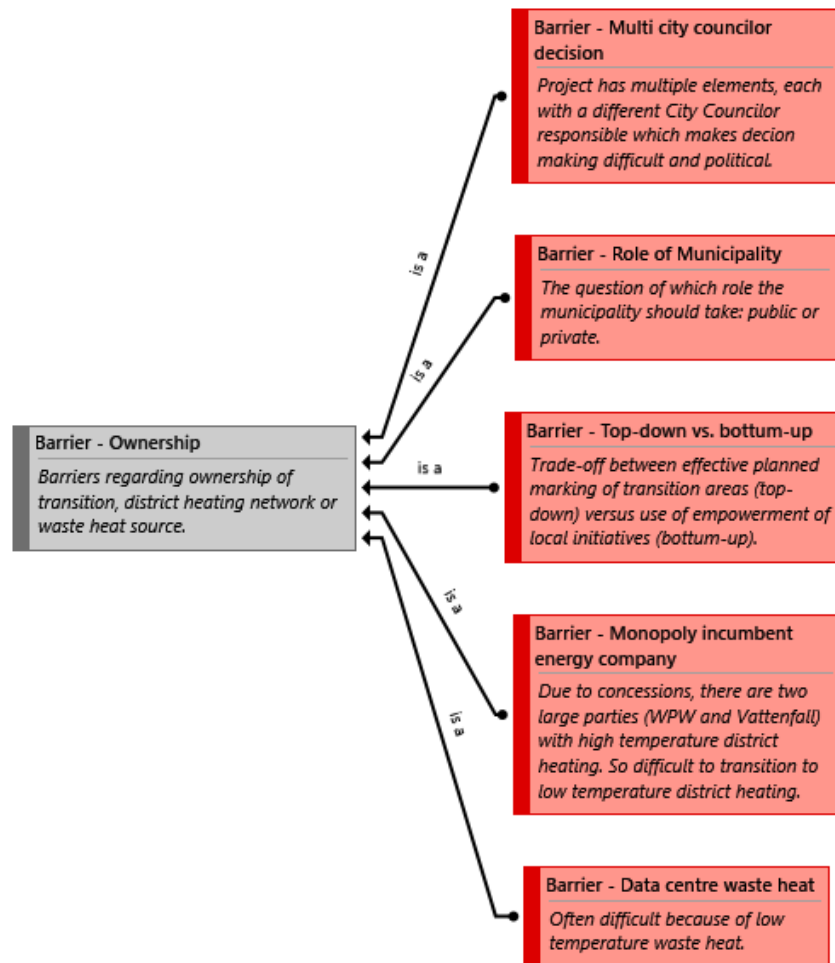 Barrier - Multi city councilor
decision
Project has multiple elements, each
with a different City Councilor
responsible which makes decion
making difficult and political.
is a
Barrier - Role of Municipality
The question of which role the
municipality should take: public or
private.
is a
Barrier - Ownership
Barriers regarding ownership of
transition, district heating network or
waste heat source.
is a
Barrier - Top-down vs. bottum-up
Trade-off between effective planned
marking of transition areas (top-
down) versus use of empowerment of
local initiatives (bottum-up).
is a
Barrier - Monopoly incumbent
energy company
Due to concessions, there are two
large parties (WPW and Vattenfall)
with high temperature district
heating. So difficult to transition to
low temperature district heating.
is a
Barrier - Data centre waste heat
Often difficult because of low
temperature waste heat.